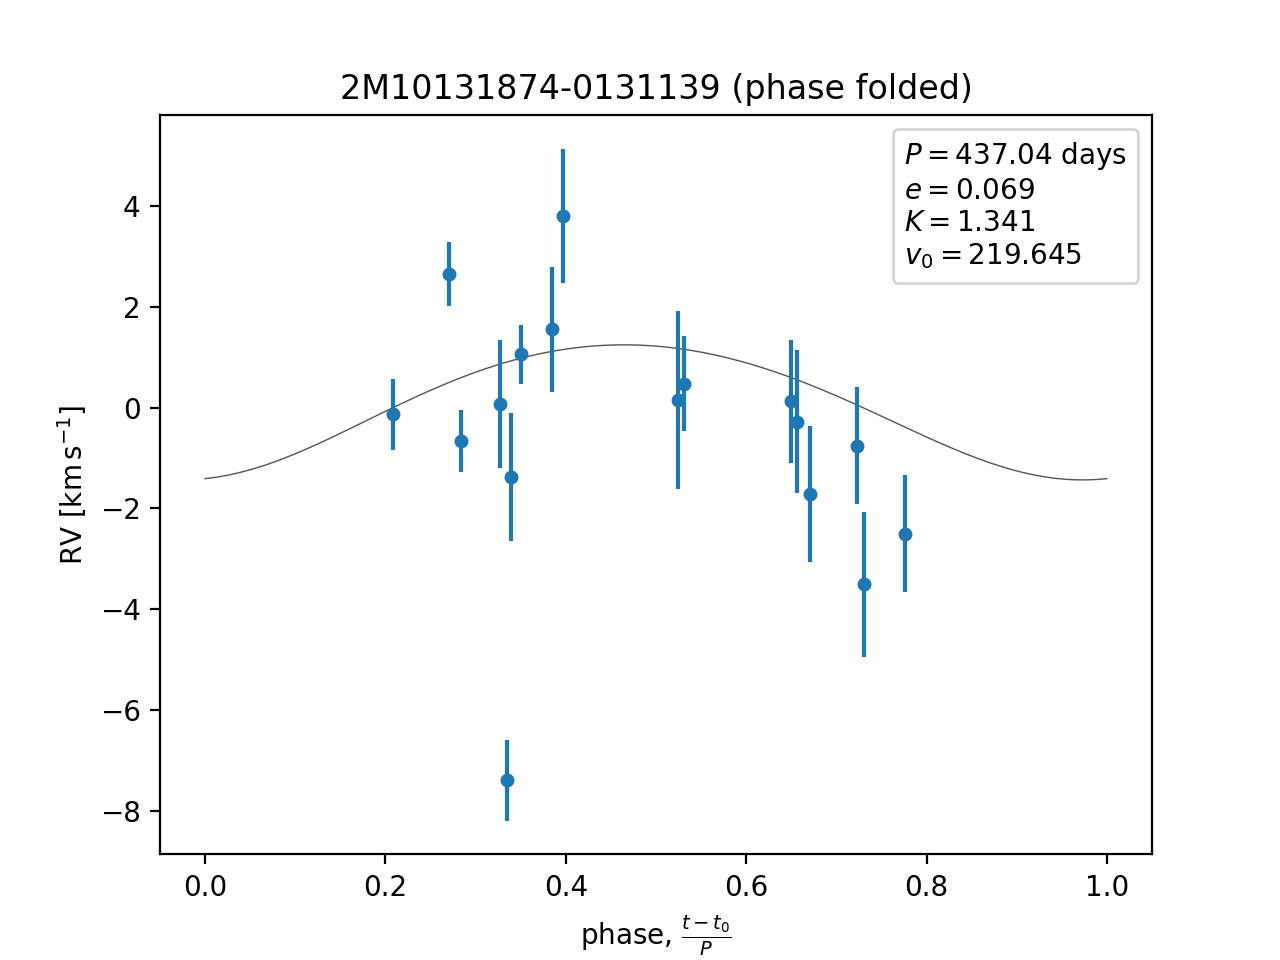 2M10131874-0131139 (phase folded)
P = 437.04 days
e = 0.069
K = 1.341
v₀ = 219.645
4
2
0
−2
−4
−6
−8
RV [km s⁻¹]
0.0 0.2 0.4 0.6 0.8 1.0
phase, (t − t₀)/P